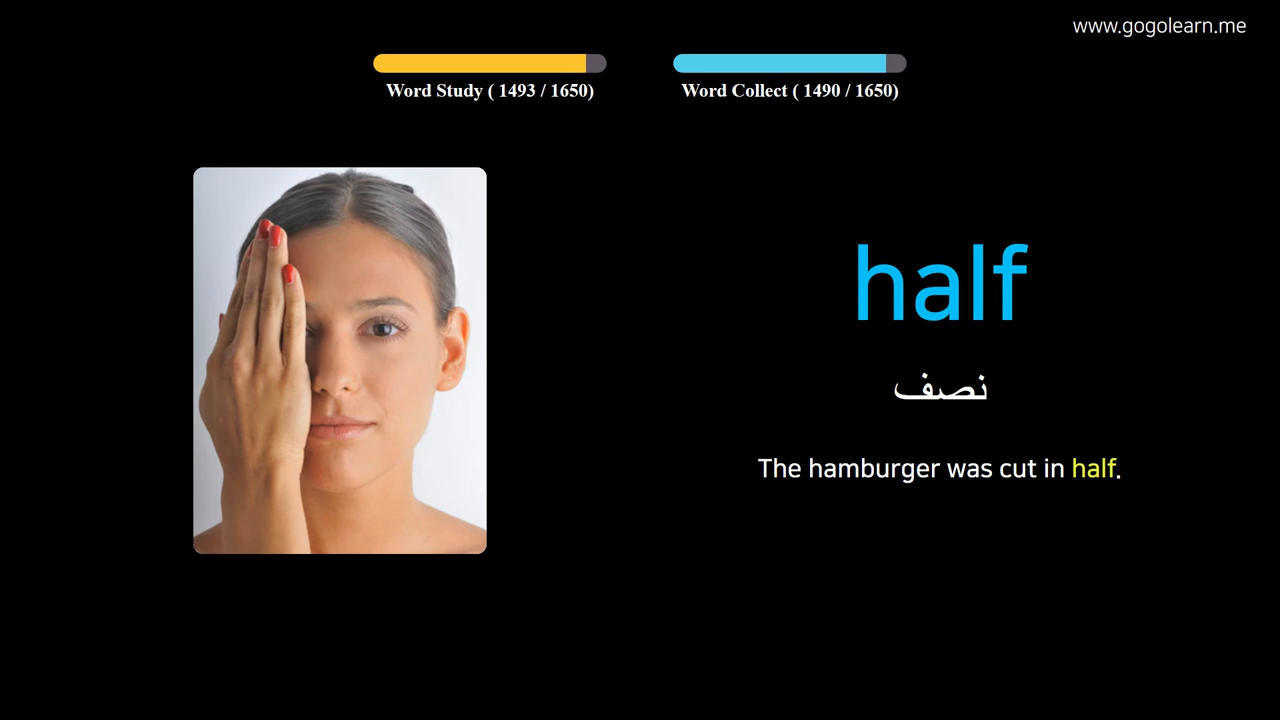 www.gogolearn.me
Word Study ( 1493 / 1650)
Word Collect ( 1490 / 1650)
half
نصف
The hamburger was cut in half.